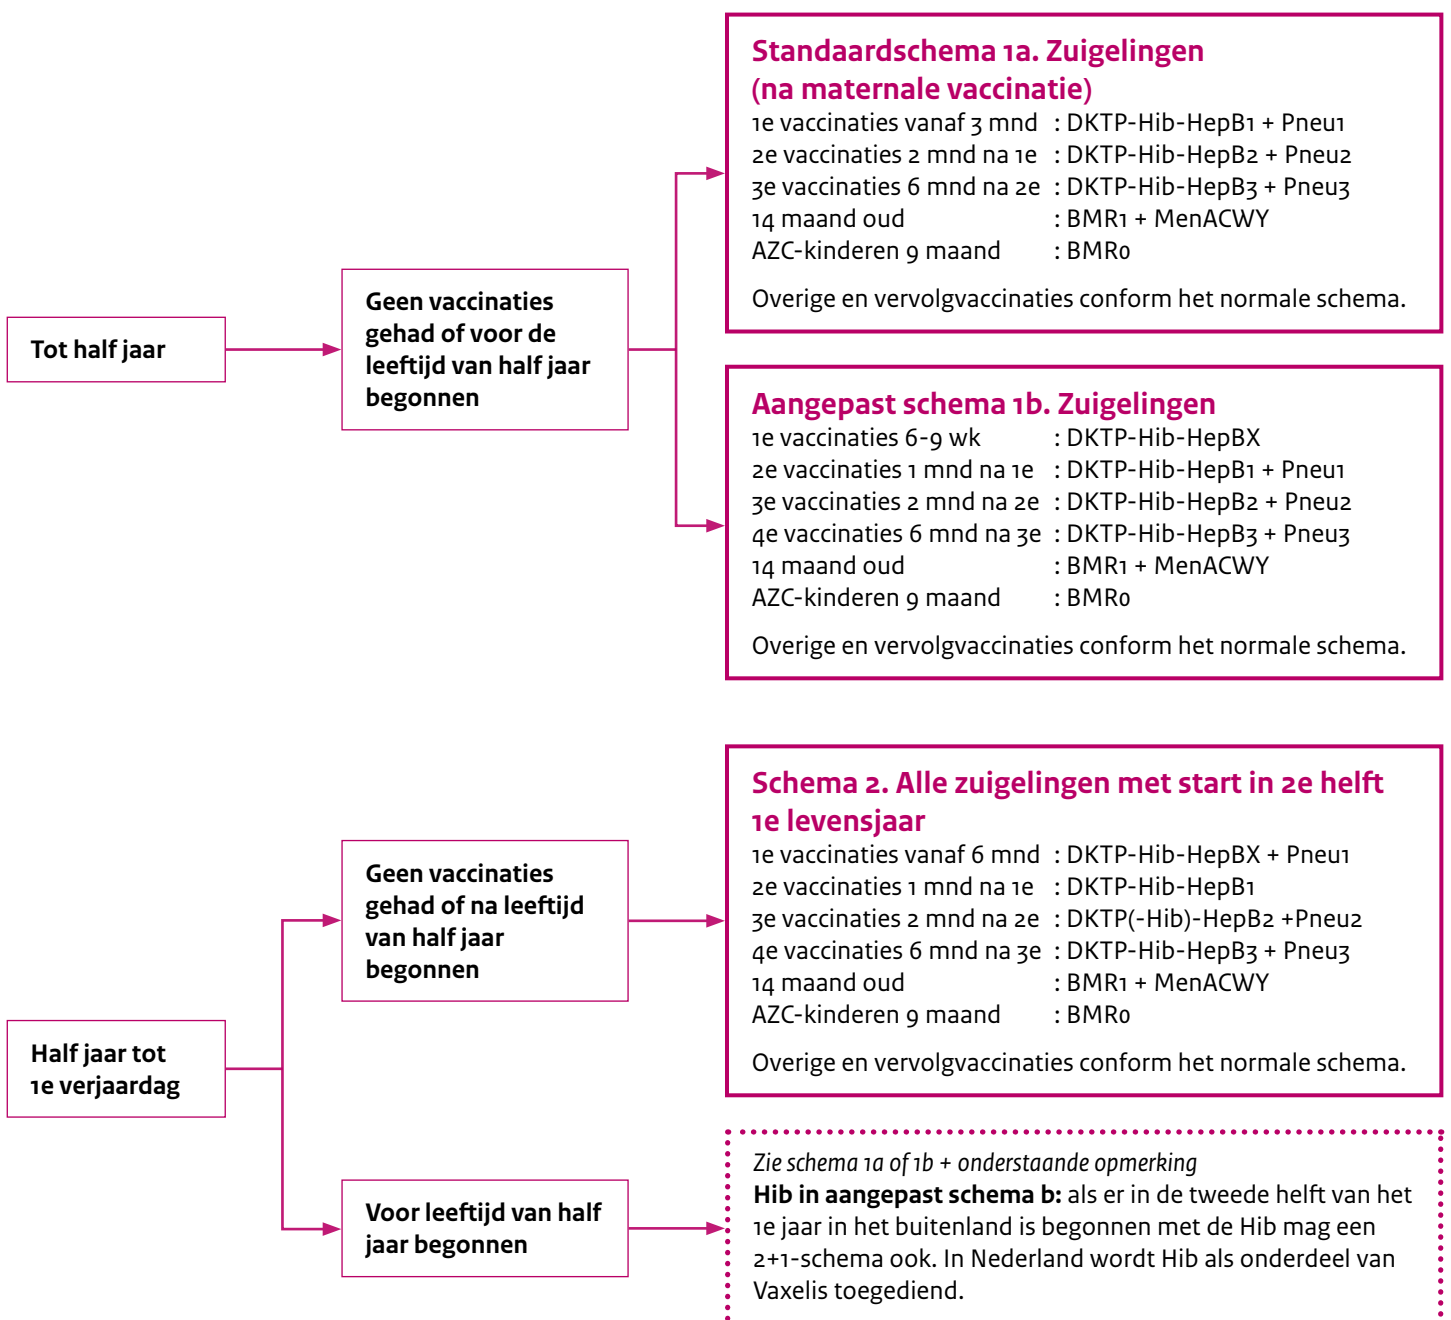 Tot half jaar
Geen vaccinaties
gehad of voor de
leeftijd van half jaar
begonnen
Standaardschema 1a. Zuigelingen
(na maternale vaccinatie)
1e vaccinaties vanaf 3 mnd : DKTP-Hib-HepB1 + Pneu1
2e vaccinaties 2 mnd na 1e : DKTP-Hib-HepB2 + Pneu2
3e vaccinaties 6 mnd na 2e : DKTP-Hib-HepB3 + Pneu3
14 maand oud : BMR1 + MenACWY
AZC-kinderen 9 maand : BMR0
Overige en vervolgvaccinaties conform het normale schema.
Aangepast schema 1b. Zuigelingen
1e vaccinaties 6-9 wk : DKTP-Hib-HepBX
2e vaccinaties 1 mnd na 1e : DKTP-Hib-HepB1 + Pneu1
3e vaccinaties 2 mnd na 2e : DKTP-Hib-HepB2 + Pneu2
4e vaccinaties 6 mnd na 3e : DKTP-Hib-HepB3 + Pneu3
14 maand oud : BMR1 + MenACWY
AZC-kinderen 9 maand : BMR0
Overige en vervolgvaccinaties conform het normale schema.
Half jaar tot
1e verjaardag
Geen vaccinaties
gehad of na leeftijd
van half jaar
begonnen
Schema 2. Alle zuigelingen met start in 2e helft
1e levensjaar
1e vaccinaties vanaf 6 mnd : DKTP-Hib-HepBX + Pneu1
2e vaccinaties 1 mnd na 1e : DKTP-Hib-HepB1
3e vaccinaties 2 mnd na 2e : DKTP(-Hib)-HepB2 +Pneu2
4e vaccinaties 6 mnd na 3e : DKTP-Hib-HepB3 + Pneu3
14 maand oud : BMR1 + MenACWY
AZC-kinderen 9 maand : BMR0
Overige en vervolgvaccinaties conform het normale schema.
Voor leeftijd van half
jaar begonnen
Zie schema 1a of 1b + onderstaande opmerking
Hib in aangepast schema b: als er in de tweede helft van het
1e jaar in het buitenland is begonnen met de Hib mag een
2+1-schema ook. In Nederland wordt Hib als onderdeel van
Vaxelis toegediend.